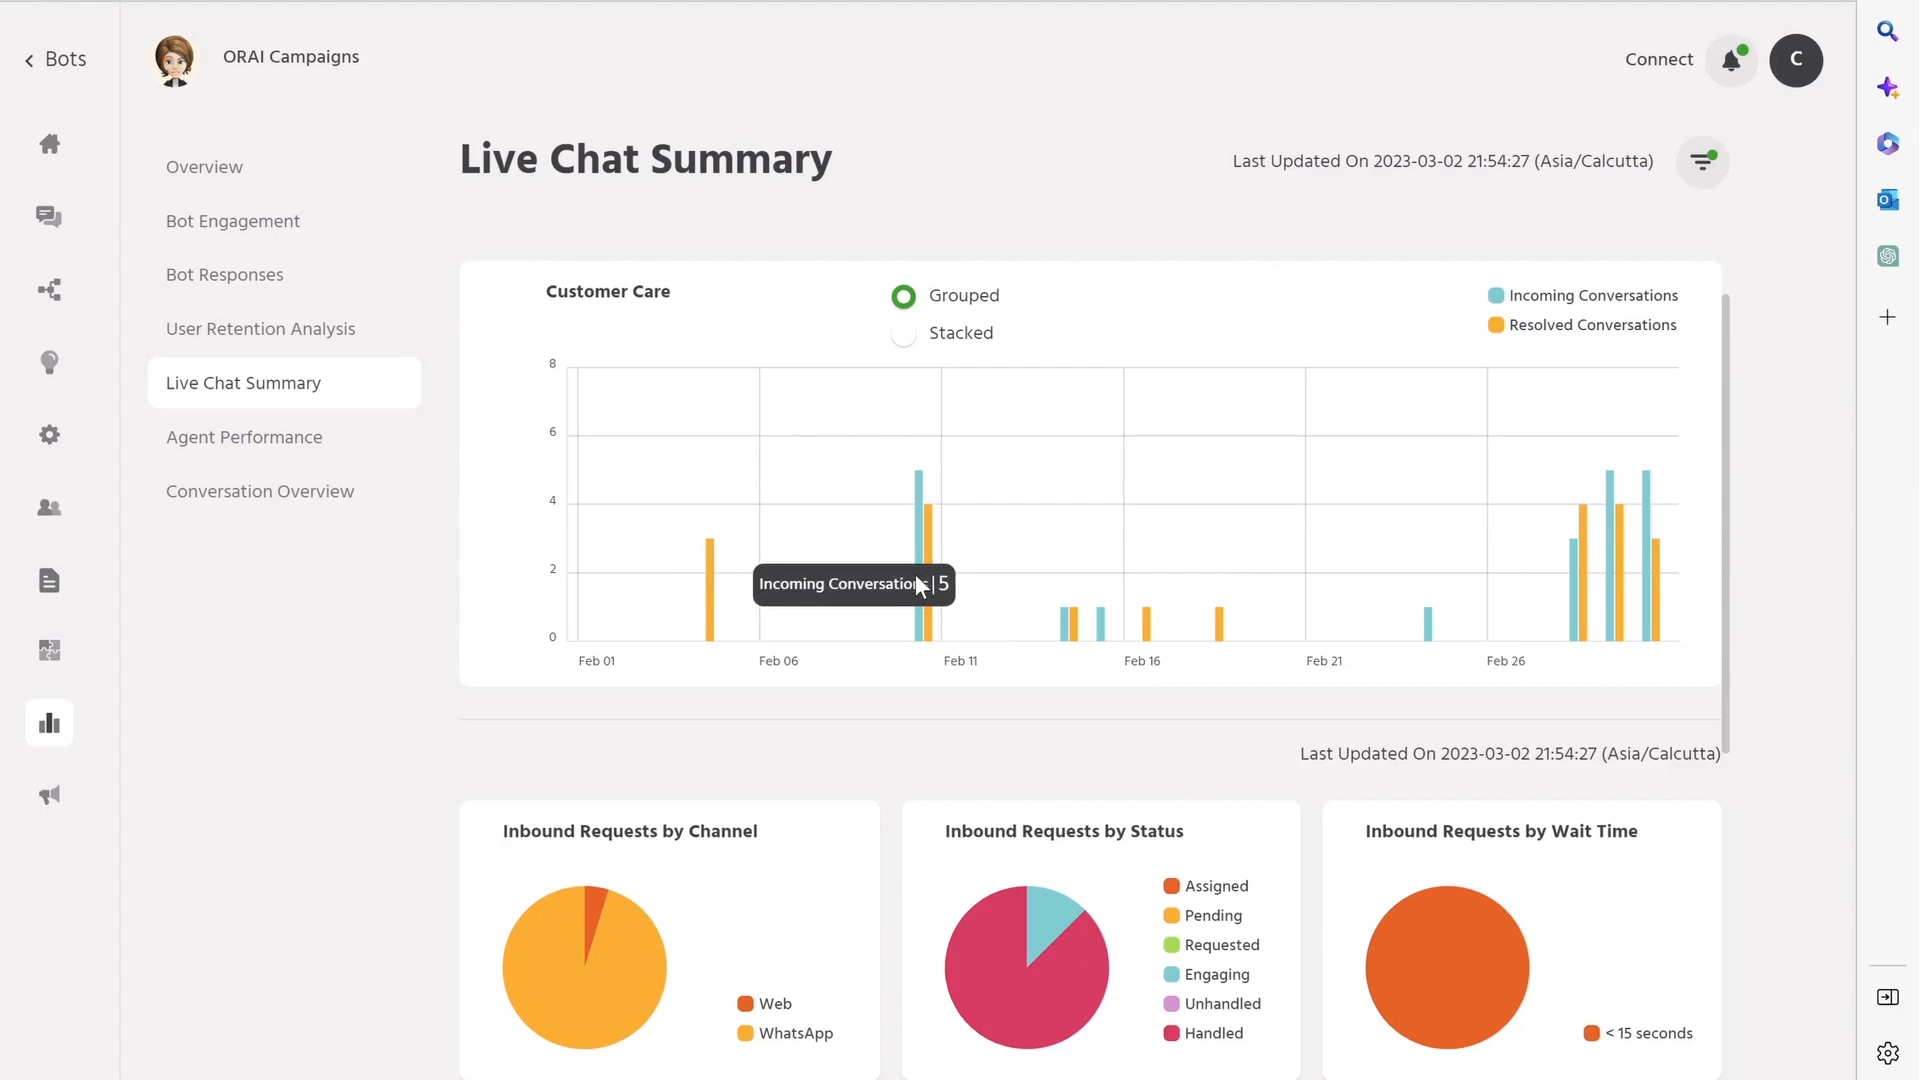 Bots
ORAI Campaigns
Connect
C
Overview
Bot Engagement
Bot Responses
User Retention Analysis
Live Chat Summary
Agent Performance
Conversation Overview
Live Chat Summary
Last Updated On 2023-03-02 21:54:27 (Asia/Calcutta)
Customer Care
Grouped
Stacked
Incoming Conversations
Resolved Conversations
8
6
4
2
0
Incoming Conversations | 5
Feb 01
Feb 06
Feb 11
Feb 16
Feb 21
Feb 26
Last Updated On 2023-03-02 21:54:27 (Asia/Calcutta)
Inbound Requests by Channel
Web
WhatsApp
Inbound Requests by Status
Assigned
Pending
Requested
Engaging
Unhandled
Handled
Inbound Requests by Wait Time
< 15 seconds